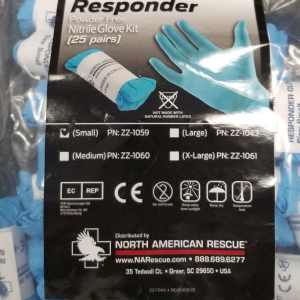 Responder
Powder Free
Nitrile Glove Kit
(25 pairs)
NOT MADE WITH
NATURAL RUBBER LATEX
(Small) PN: ZZ-1059
(Large) PN: ZZ-1043
(Medium) PN: ZZ-1060
(X-Large) PN: ZZ-1061
EC REP
CE
Distributed by:
NORTH AMERICAN RESCUE®
www.NARescue.com • 888.689.6277
35 Tedwall Ct. • Greer, SC 29650 • USA